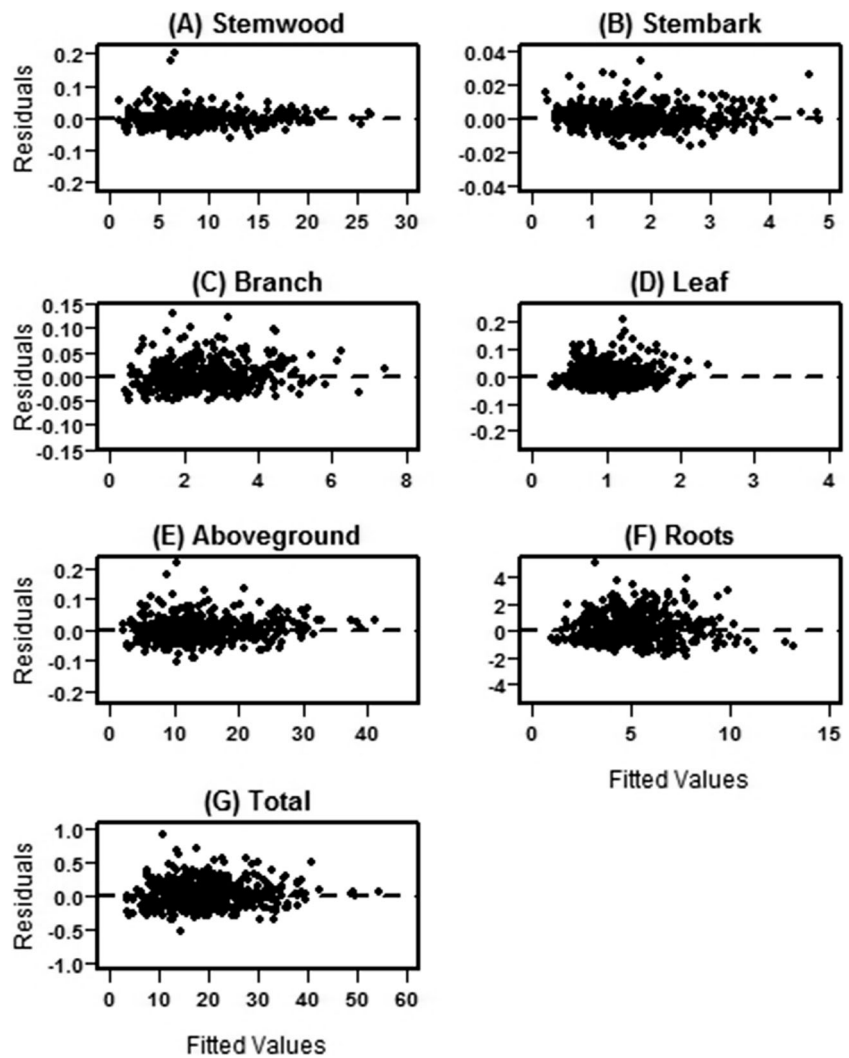 (A) Stemwood
(B) Stembark
Residuals
0.2
0.1
0.0
-0.1
-0.2
0 5 10 15 20 25 30
0.04
0.02
0.00
-0.02
-0.04
0 1 2 3 4 5
(C) Branch
(D) Leaf
Residuals
0.15
0.10
0.05
0.00
-0.05
-0.10
-0.15
0 2 4 6 8
0.2
0.1
0.0
-0.1
-0.2
0 1 2 3 4
(E) Aboveground
(F) Roots
Residuals
0.2
0.1
0.0
-0.1
-0.2
0 10 20 30 40
4
2
0
-2
-4
0 5 10 15
Fitted Values
(G) Total
Residuals
1.0
0.5
0.0
-0.5
-1.0
0 10 20 30 40 50 60
Fitted Values